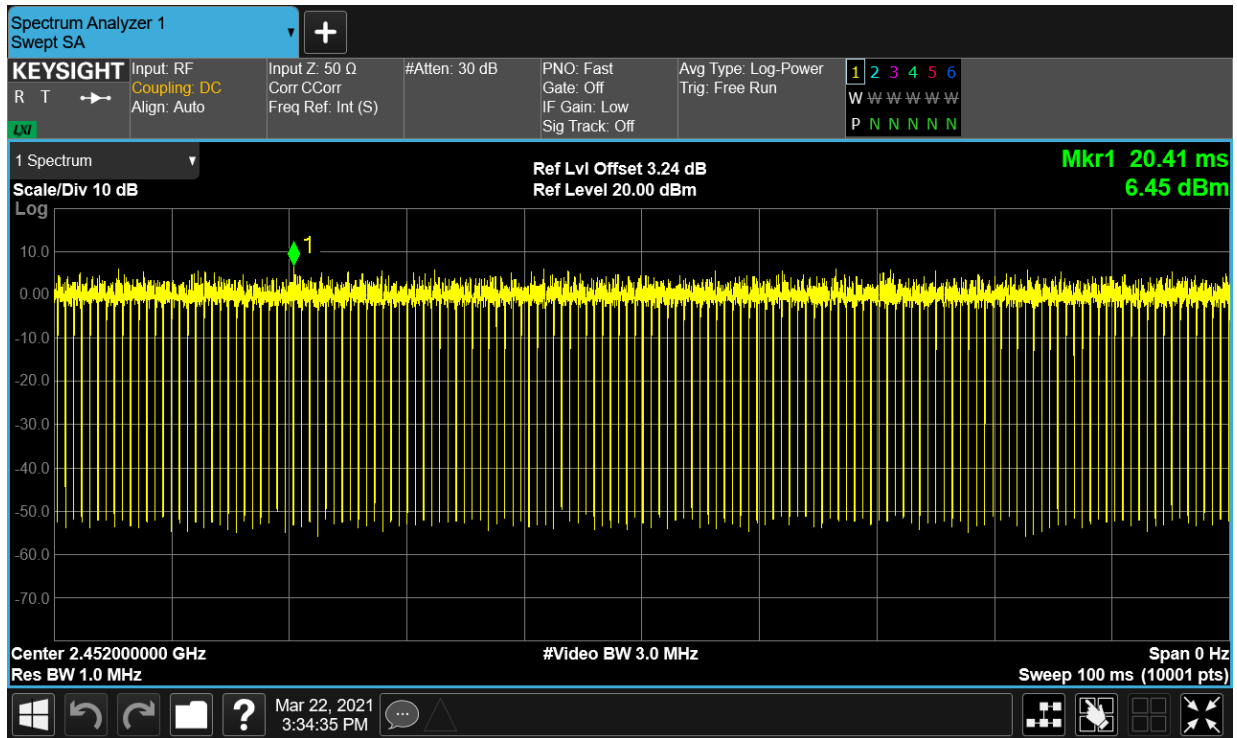 Spectrum Analyzer 1
Swept SA
KEYSIGHT
R T
LXI
Input: RF
Coupling: DC
Align: Auto
Input Z: 50 Ω
Corr CCorr
Freq Ref: Int (S)
#Atten: 30 dB
PNO: Fast
Gate: Off
IF Gain: Low
Sig Track: Off
Avg Type: Log-Power
Trig: Free Run
1 2 3 4 5 6
W W W W W W
P N N N N N
1 Spectrum
Scale/Div 10 dB
Log
Ref Lvl Offset 3.24 dB
Ref Level 20.00 dBm
Mkr1 20.41 ms
6.45 dBm
1
10.0
0.00
-10.0
-20.0
-30.0
-40.0
-50.0
-60.0
-70.0
Center 2.452000000 GHz
#Video BW 3.0 MHz
Span 0 Hz
Res BW 1.0 MHz
Sweep 100 ms (10001 pts)
?
Mar 22, 2021
3:34:35 PM